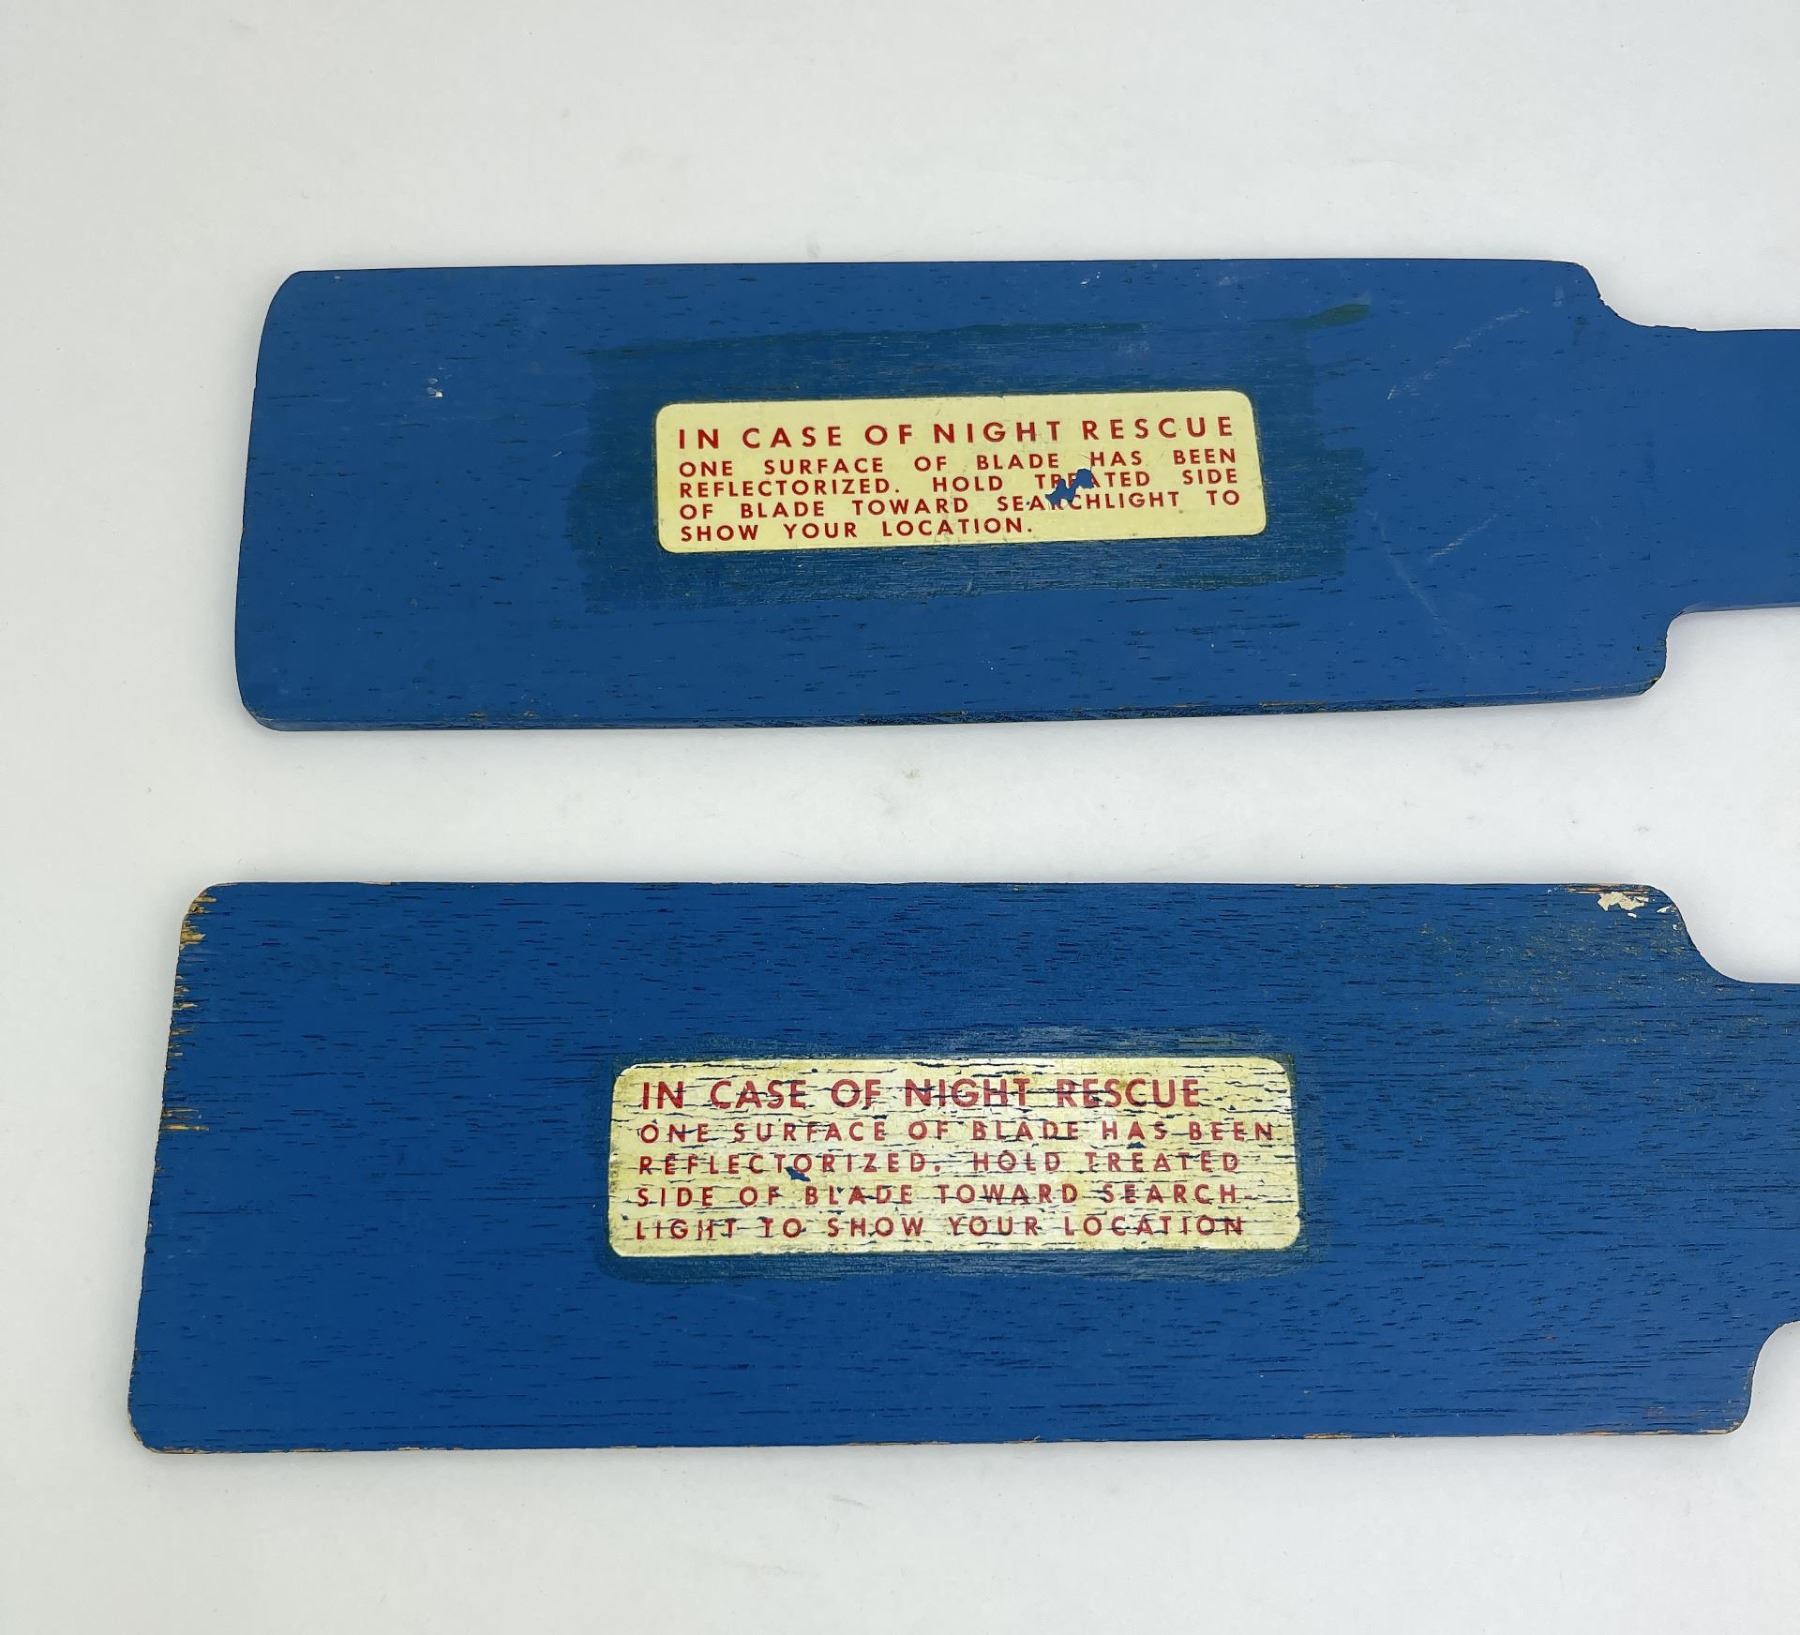 IN CASE OF NIGHT RESCUE
ONE SURFACE OF BLADE HAS BEEN
REFLECTORIZED. HOLD TREATED SIDE
OF BLADE TOWARD SEARCHLIGHT TO
SHOW YOUR LOCATION.
IN CASE OF NIGHT RESCUE
ONE SURFACE OF BLADE HAS BEEN
REFLECTORIZED. HOLD TREATED
SIDE OF BLADE TOWARD SEARCH-
LIGHT TO SHOW YOUR LOCATION